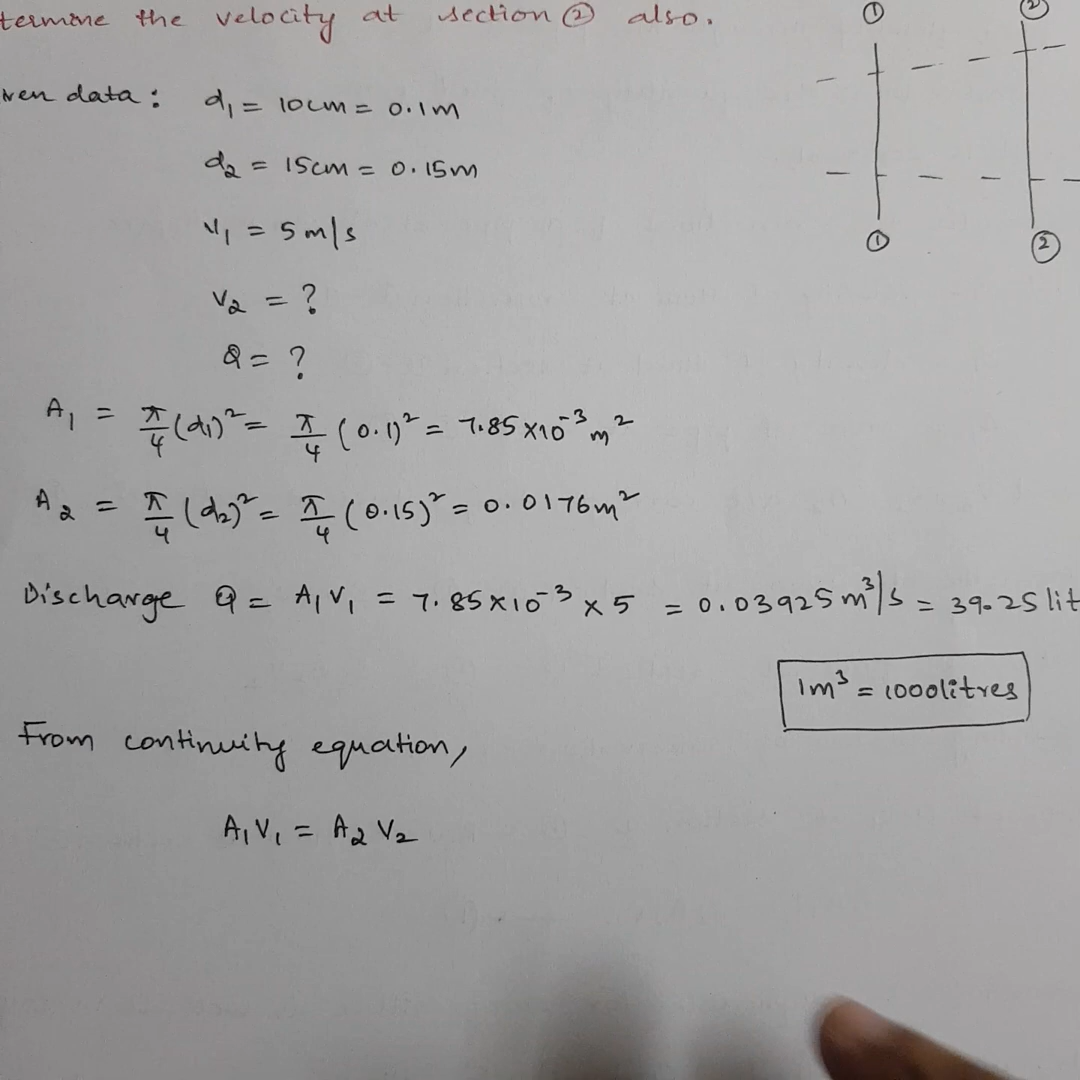 termine the velocity at section ② also.
ven data :
d₁ = 10cm = 0.1m
d₂ = 15cm = 0.15m
V₁ = 5m/s
V₂ = ?
Q = ?
A₁ = π/4 (d₁)² = π/4 (0.1)² = 7.85 × 10⁻³ m²
A₂ = π/4 (d₂)² = π/4 (0.15)² = 0.0176m²
Discharge Q = A₁V₁ = 7.85×10⁻³ × 5 = 0.03925 m³/s = 39.25 lit
1m³ = 1000litres
From continuity equation,
A₁V₁ = A₂V₂
① ②
① ②